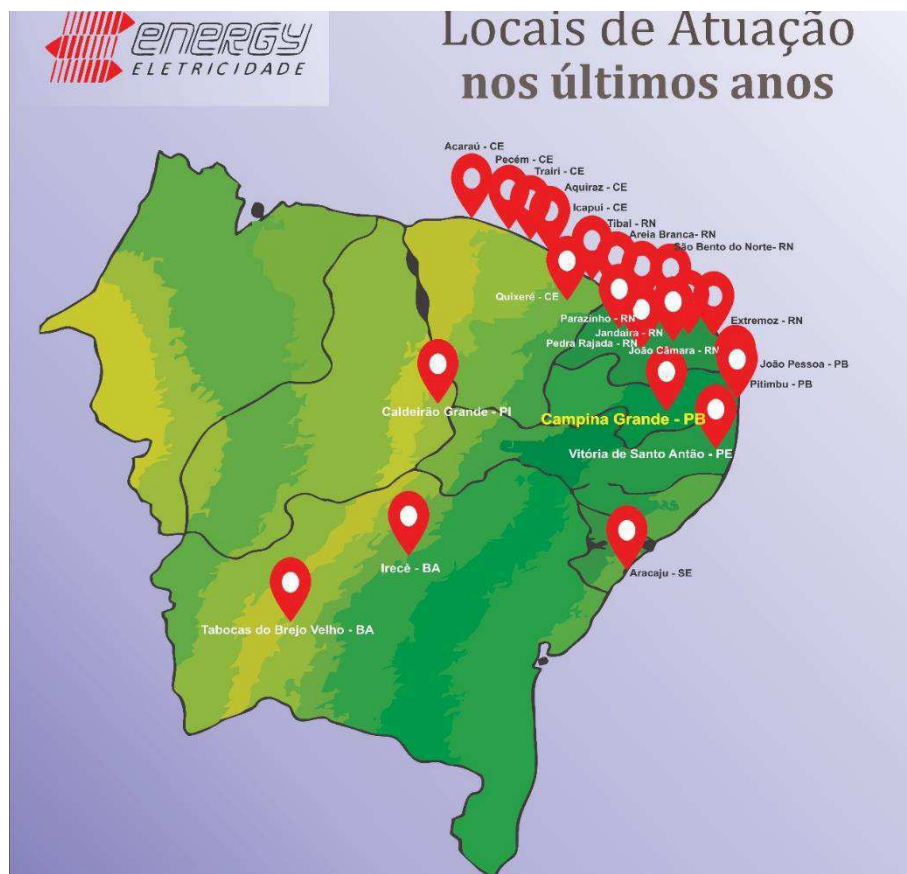 ENERGY
ELETRICIDADE
Locais de Atuação
nos últimos anos
Acaraú - CE
Pecém - CE
Trairi - CE
Aquiraz - CE
Icapui - CE
Tibal - RN
Areia Branca- RN
São Bento do Norte- RN
Quixeré - CE
Parazinho - RN
Extremoz - RN
Jandaíra - RN
Pedra Rajada - RN
João Câmara - RN
João Pessoa - PB
Pitimbu - PB
Caldeirão Grande - PI
Campina Grande - PB
Vitória de Santo Antão - PE
Irecê - BA
Aracaju - SE
Tabocas do Brejo Velho - BA